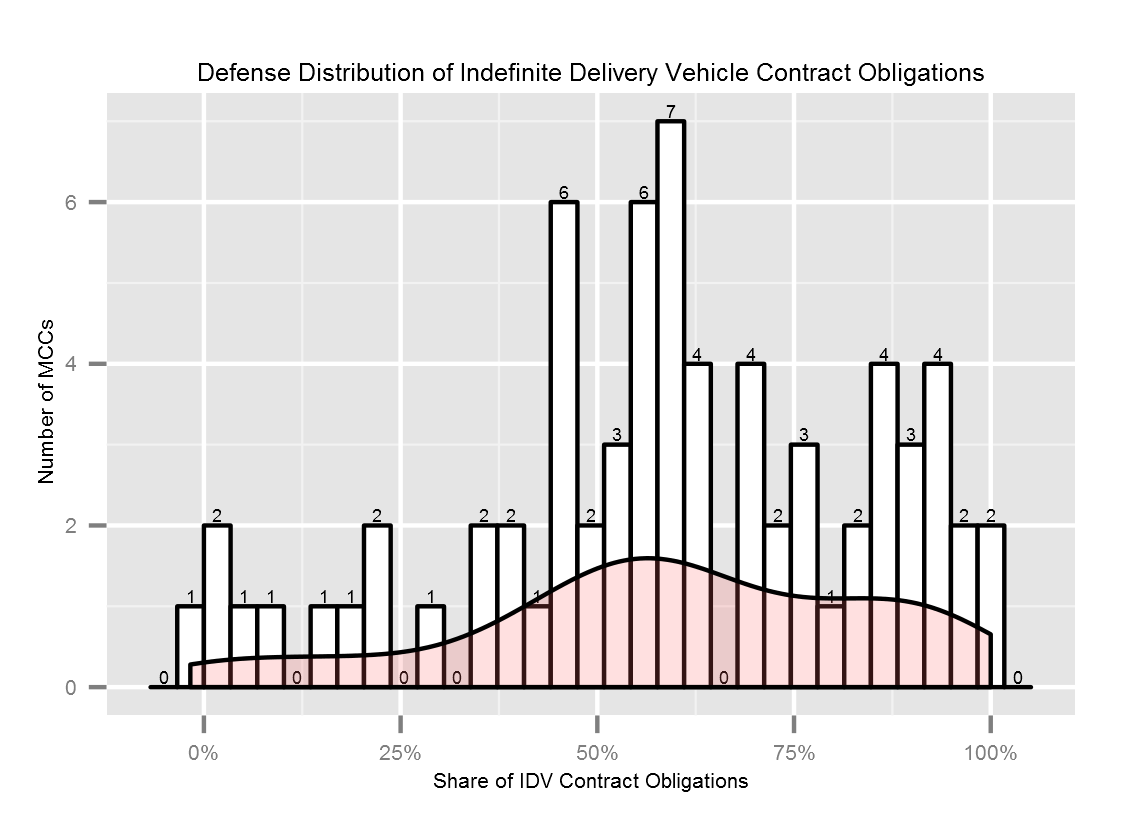 Defense Distribution of Indefinite Delivery Vehicle Contract Obligations
Number of MCCs
6
4
2
0
0 1 2 1 1 0 1 1 2 0 1 0 2 2 1 6 2 3 6 7 4 0 4 2 3 1 2 4 3 4 2 2 0
0% 25% 50% 75% 100%
Share of IDV Contract Obligations